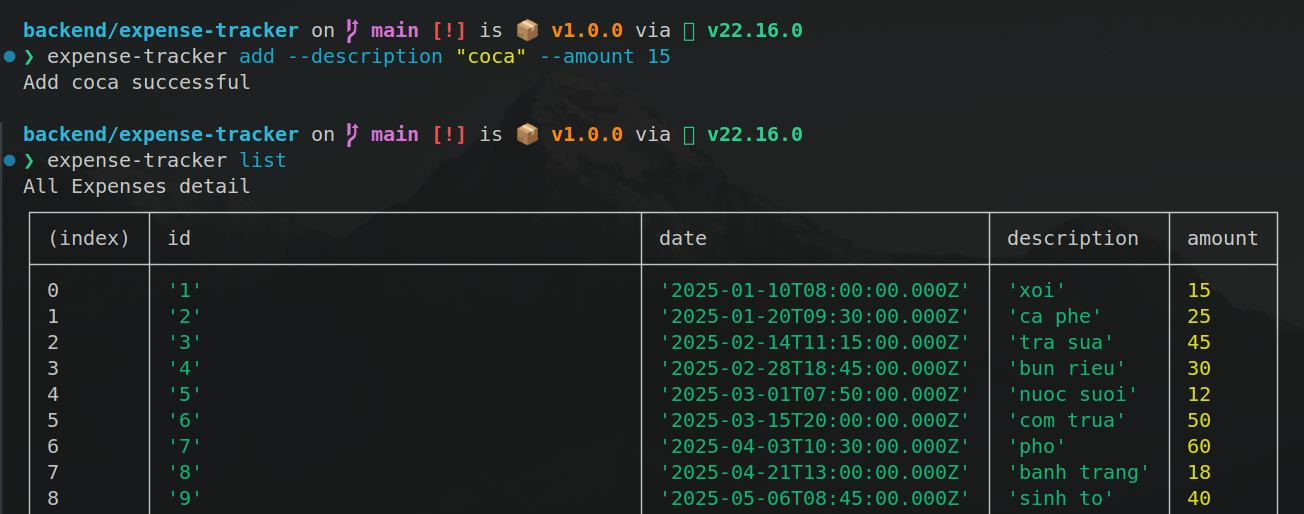 backend/expense-tracker on main [!] is 📦 v1.0.0 via v22.16.0
❯ expense-tracker add --description "coca" --amount 15
Add coca successful
backend/expense-tracker on main [!] is 📦 v1.0.0 via v22.16.0
❯ expense-tracker list
All Expenses detail
(index) id date description amount
0 '1' '2025-01-10T08:00:00.000Z' 'xoi' 15
1 '2' '2025-01-20T09:30:00.000Z' 'ca phe' 25
2 '3' '2025-02-14T11:15:00.000Z' 'tra sua' 45
3 '4' '2025-02-28T18:45:00.000Z' 'bun rieu' 30
4 '5' '2025-03-01T07:50:00.000Z' 'nuoc suoi' 12
5 '6' '2025-03-15T20:00:00.000Z' 'com trua' 50
6 '7' '2025-04-03T10:30:00.000Z' 'pho' 60
7 '8' '2025-04-21T13:00:00.000Z' 'banh trang' 18
8 '9' '2025-05-06T08:45:00.000Z' 'sinh to' 40